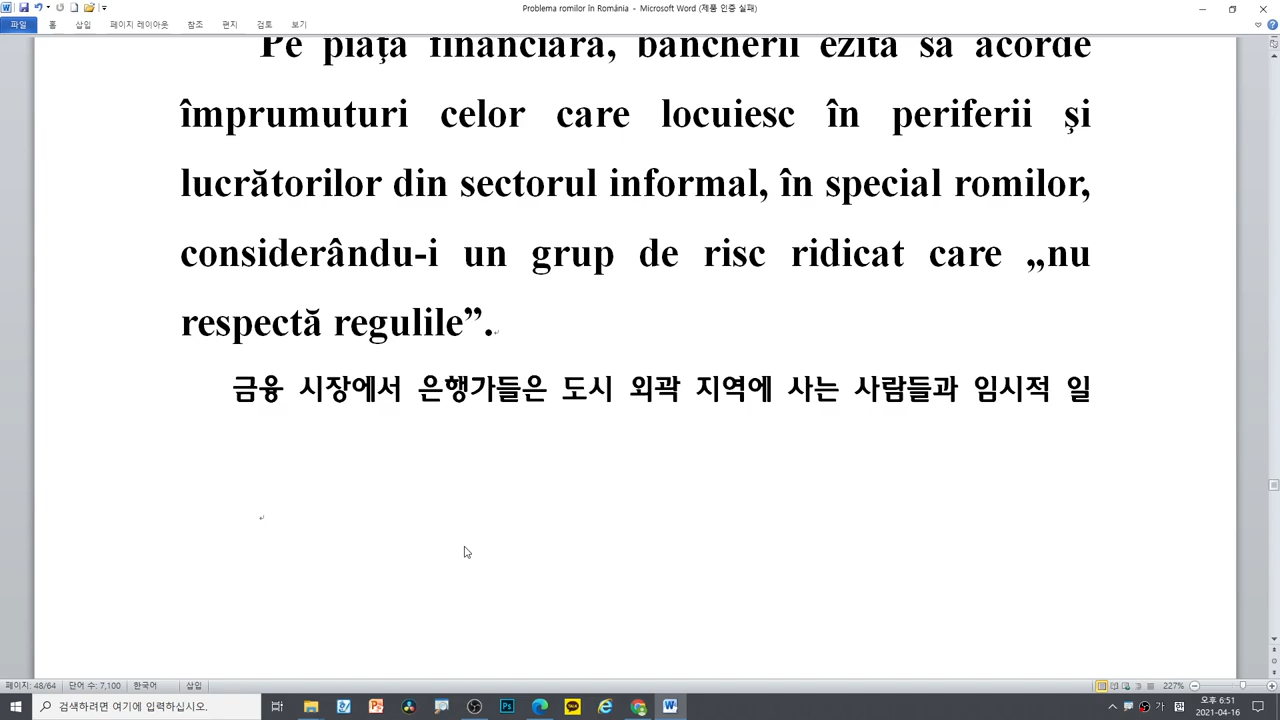 Problema romilor în România - Microsoft Word (제품 인증 실패)
파일 홈 삽입 페이지 레이아웃 참조 편지 검토 보기
Pe piaţa financiară, bancherii ezită să acorde
împrumuturi celor care locuiesc în periferii şi
lucrătorilor din sectorul informal, în special romilor,
considerându-i un grup de risc ridicat care „nu
respectă regulile”.
금융 시장에서 은행가들은 도시 외곽 지역에 사는 사람들과 임시적 일
페이지: 48/64 단어 수: 7,100 한국어 삽입 227%
검색하려면 여기에 입력하십시오. 가 오후 6:51
2021-04-16